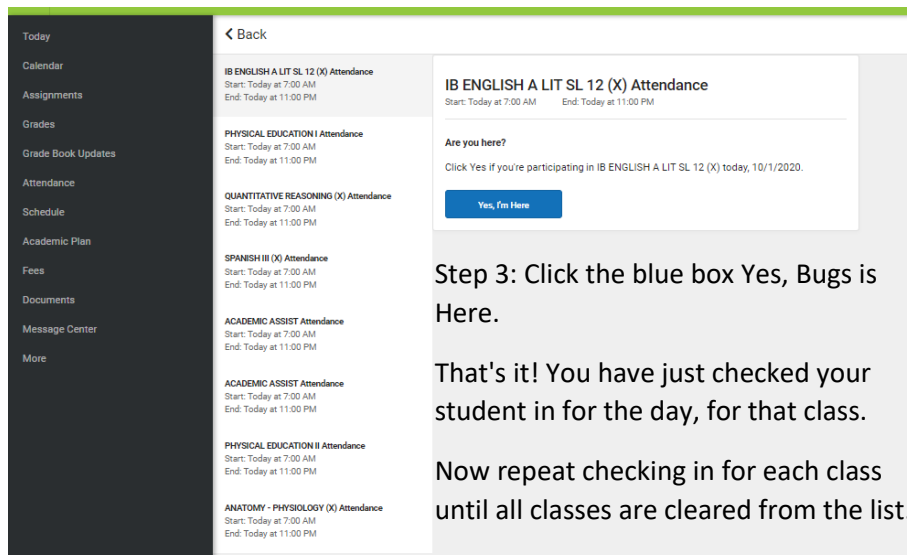 Today
Calendar
Assignments
Grades
Grade Book Updates
Attendance
Schedule
Academic Plan
Fees
Documents
Message Center
More
Back
IB ENGLISH A LIT SL 12 (X) Attendance
Start: Today at 7:00 AM
End: Today at 11:00 PM
PHYSICAL EDUCATION I Attendance
Start: Today at 7:00 AM
End: Today at 11:00 PM
QUANTITATIVE REASONING (X) Attendance
Start: Today at 7:00 AM
End: Today at 11:00 PM
SPANISH III (X) Attendance
Start: Today at 7:00 AM
End: Today at 11:00 PM
ACADEMIC ASSIST Attendance
Start: Today at 7:00 AM
End: Today at 11:00 PM
ACADEMIC ASSIST Attendance
Start: Today at 7:00 AM
End: Today at 11:00 PM
PHYSICAL EDUCATION II Attendance
Start: Today at 7:00 AM
End: Today at 11:00 PM
ANATOMY - PHYSIOLOGY (X) Attendance
Start: Today at 7:00 AM
End: Today at 11:00 PM
IB ENGLISH A LIT SL 12 (X) Attendance
Start: Today at 7:00 AM End: Today at 11:00 PM
Are you here?
Click Yes if you're participating in IB ENGLISH A LIT SL 12 (X) today, 10/1/2020.
Yes, I'm Here
Step 3: Click the blue box Yes, Bugs is
Here.
That's it! You have just checked your
student in for the day, for that class.
Now repeat checking in for each class
until all classes are cleared from the list.